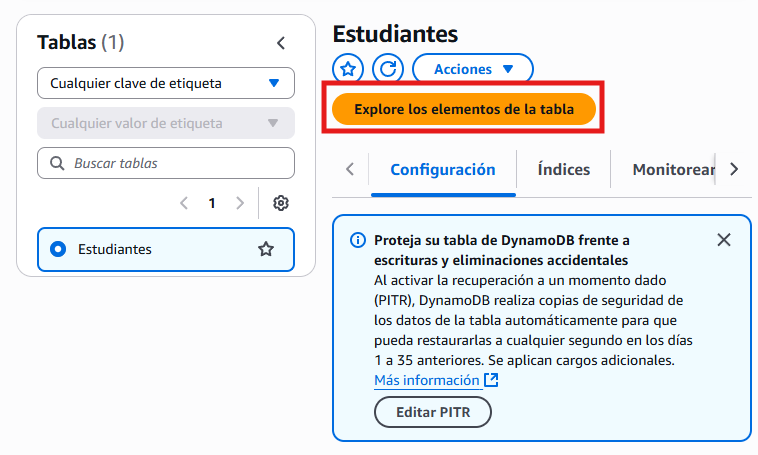 Tablas (1)
Cualquier clave de etiqueta
Cualquier valor de etiqueta
Buscar tablas
1
Estudiantes
Estudiantes
Acciones
Explore los elementos de la tabla
Configuración
Índices
Monitorear
Proteja su tabla de DynamoDB frente a
escrituras y eliminaciones accidentales
Al activar la recuperación a un momento dado
(PITR), DynamoDB realiza copias de seguridad de
los datos de la tabla automáticamente para que
pueda restaurarlas a cualquier segundo en los días
1 a 35 anteriores. Se aplican cargos adicionales.
Más información
Editar PITR